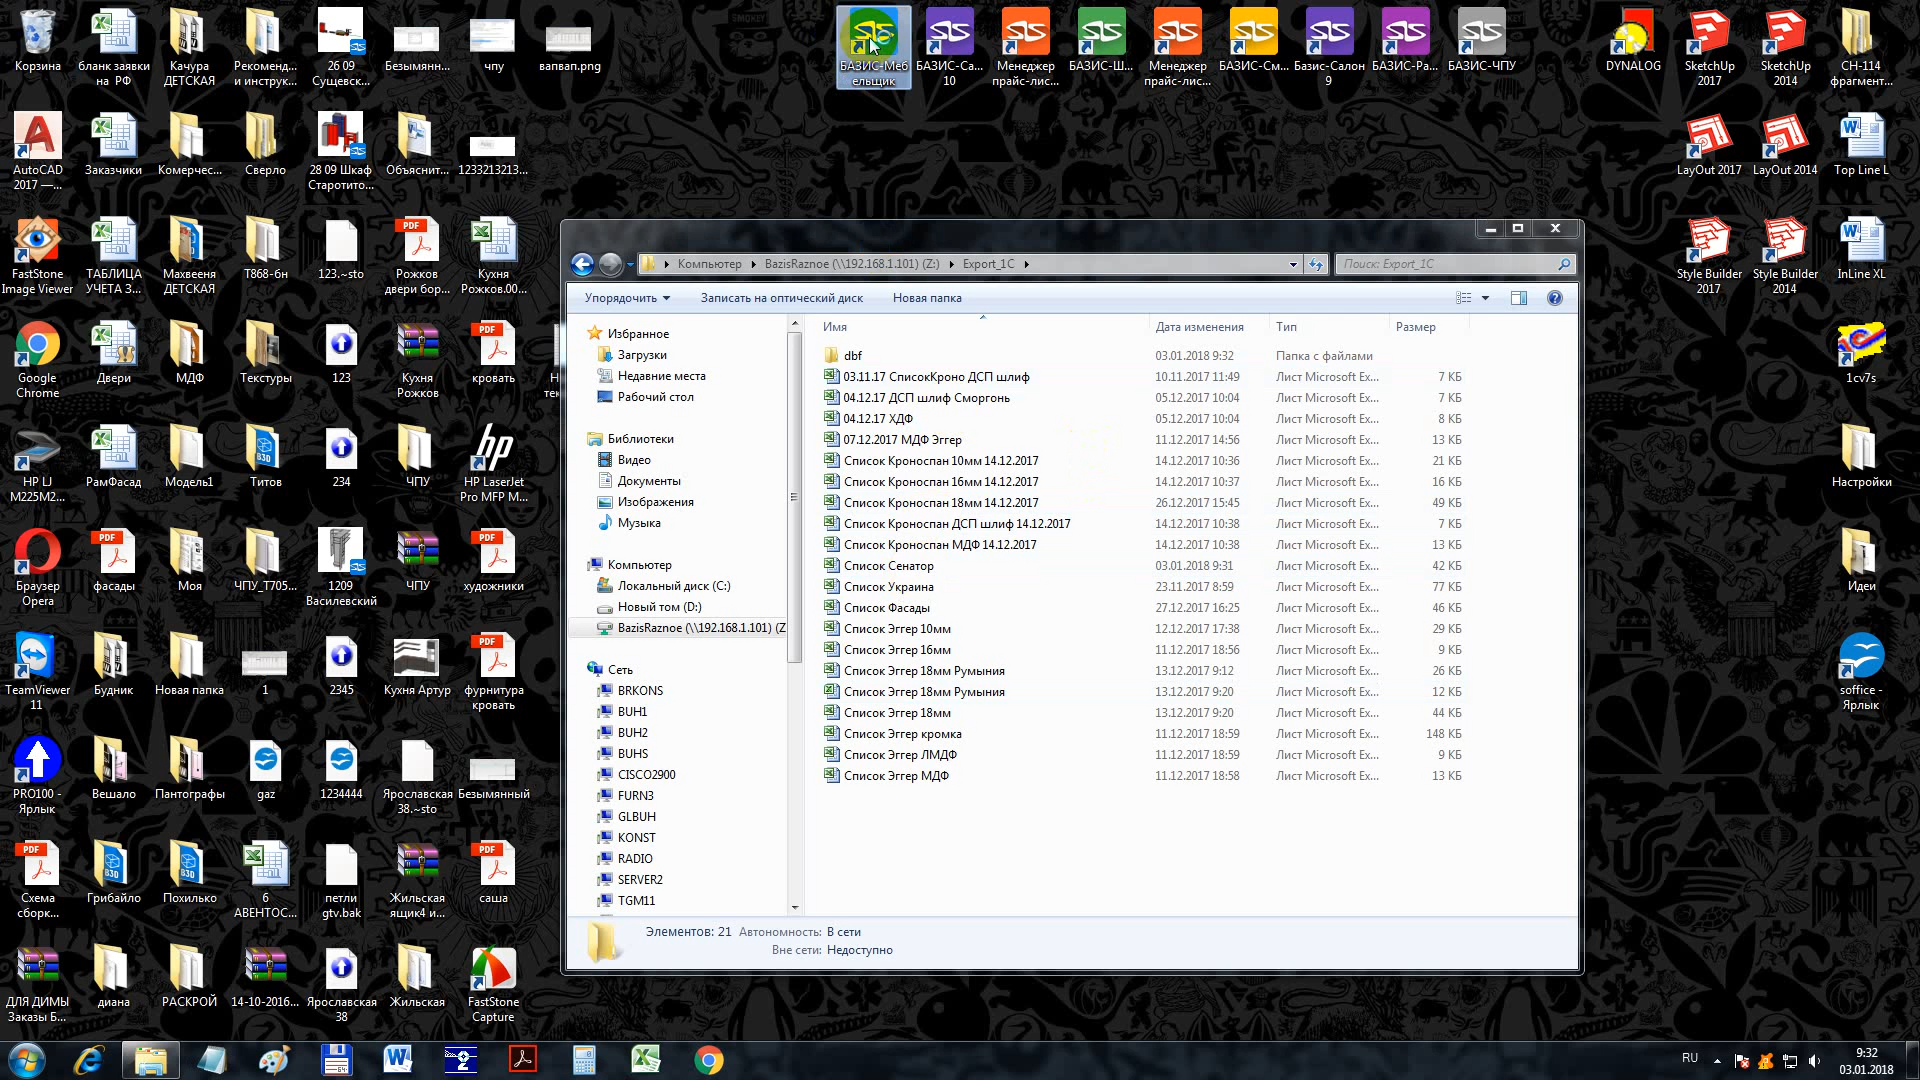 Корзина
бланк заявки
на РФ
Качура
ДЕТСКАЯ
Рекоменд...
и инструк...
26 09
Сущевск...
Безымянн...
чпу
вапвап.png
БАЗИС-Меб
ельщик
БАЗИС-Са...
10
Менеджер
прайс-лис...
БАЗИС-Ш...
Менеджер
прайс-лис...
БАЗИС-См...
Базис-Салон
9
БАЗИС-Ра...
БАЗИС-ЧПУ
DYNALOG
SketchUp
2017
SketchUp
2014
СН-114
фрагмент...
AutoCAD
2017 —...
Заказчики
Комерчес...
Сверло
28 09 Шкаф
Старотито...
Объяснит...
1233213213...
LayOut 2017
LayOut 2014
Top Line L
FastStone
Image Viewer
ТАБЛИЦА
УЧЕТА З...
Махвееня
ДЕТСКАЯ
Т868-6н
123.~sto
Рожков
двери бор...
Кухня
Рожков.00...
Style Builder
2017
Style Builder
2014
InLine XL
Google
Chrome
Двери
МДФ
Текстуры
123
Кухня
Рожков
кровать
1cv7s
HP LJ
M225M2...
РамФасад
Модель1
Титов
234
ЧПУ
HP LaserJet
Pro MFP M...
Настройки
Браузер
Opera
фасады
Моя
ЧПУ_Т705...
1209
Василевский
ЧПУ
художники
Идеи
TeamViewer
11
Будник
Новая папка
1
2345
Кухня Артур
фурнитура
кровать
soffice -
Ярлык
PRO100 -
Ярлык
Вешало
Пантографы
gaz
1234444
Ярославская
38.~sto
Безымянный
Схема
сборк...
Грибайло
Похилько
6
АВЕНТОС...
петли
gtv.bak
Жильская
ящик4 и...
саша
ДЛЯ ДИМЫ
Заказы Б...
диана
РАСКРОЙ
14-10-2016...
Ярославская
38
Жильская
FastStone
Capture
Компьютер
BazisRaznoe (\\192.168.1.101) (Z:)
Export_1C
Поиск: Export_1C
Упорядочить
Записать на оптический диск
Новая папка
Избранное
Загрузки
Недавние места
Рабочий стол
Библиотеки
Видео
Документы
Изображения
Музыка
Компьютер
Локальный диск (C:)
Новый том (D:)
BazisRaznoe (\\192.168.1.101) (Z
Сеть
BRKONS
BUH1
BUH2
BUHS
CISCO2900
FURN3
GLBUH
KONST
RADIO
SERVER2
TGM11
Имя Дата изменения Тип Размер
dbf 03.01.2018 9:32 Папка с файлами
03.11.17 СписокКроно ДСП шлиф 10.11.2017 11:49 Лист Microsoft Ex... 7 КБ
04.12.17 ДСП шлиф Сморгонь 05.12.2017 10:04 Лист Microsoft Ex... 7 КБ
04.12.17 ХДФ 05.12.2017 10:04 Лист Microsoft Ex... 8 КБ
07.12.2017 МДФ Эггер 11.12.2017 14:56 Лист Microsoft Ex... 13 КБ
Список Кроноспан 10мм 14.12.2017 14.12.2017 10:36 Лист Microsoft Ex... 21 КБ
Список Кроноспан 16мм 14.12.2017 14.12.2017 10:37 Лист Microsoft Ex... 16 КБ
Список Кроноспан 18мм 14.12.2017 26.12.2017 15:45 Лист Microsoft Ex... 49 КБ
Список Кроноспан ДСП шлиф 14.12.2017 14.12.2017 10:38 Лист Microsoft Ex... 7 КБ
Список Кроноспан МДФ 14.12.2017 14.12.2017 10:38 Лист Microsoft Ex... 13 КБ
Список Сенатор 03.01.2018 9:31 Лист Microsoft Ex... 42 КБ
Список Украина 23.11.2017 8:59 Лист Microsoft Ex... 77 КБ
Список Фасады 27.12.2017 16:25 Лист Microsoft Ex... 46 КБ
Список Эггер 10мм 12.12.2017 17:38 Лист Microsoft Ex... 29 КБ
Список Эггер 16мм 11.12.2017 18:56 Лист Microsoft Ex... 9 КБ
Список Эггер 18мм Румыния 13.12.2017 9:12 Лист Microsoft Ex... 26 КБ
Список Эггер 18мм Румыния 13.12.2017 9:20 Лист Microsoft Ex... 12 КБ
Список Эггер 18мм 13.12.2017 9:20 Лист Microsoft Ex... 44 КБ
Список Эггер кромка 11.12.2017 18:59 Лист Microsoft Ex... 148 КБ
Список Эггер ЛМДФ 11.12.2017 18:59 Лист Microsoft Ex... 9 КБ
Список Эггер МДФ 11.12.2017 18:58 Лист Microsoft Ex... 13 КБ
Элементов: 21 Автономность: В сети
Вне сети: Недоступно
RU
9:32
03.01.2018